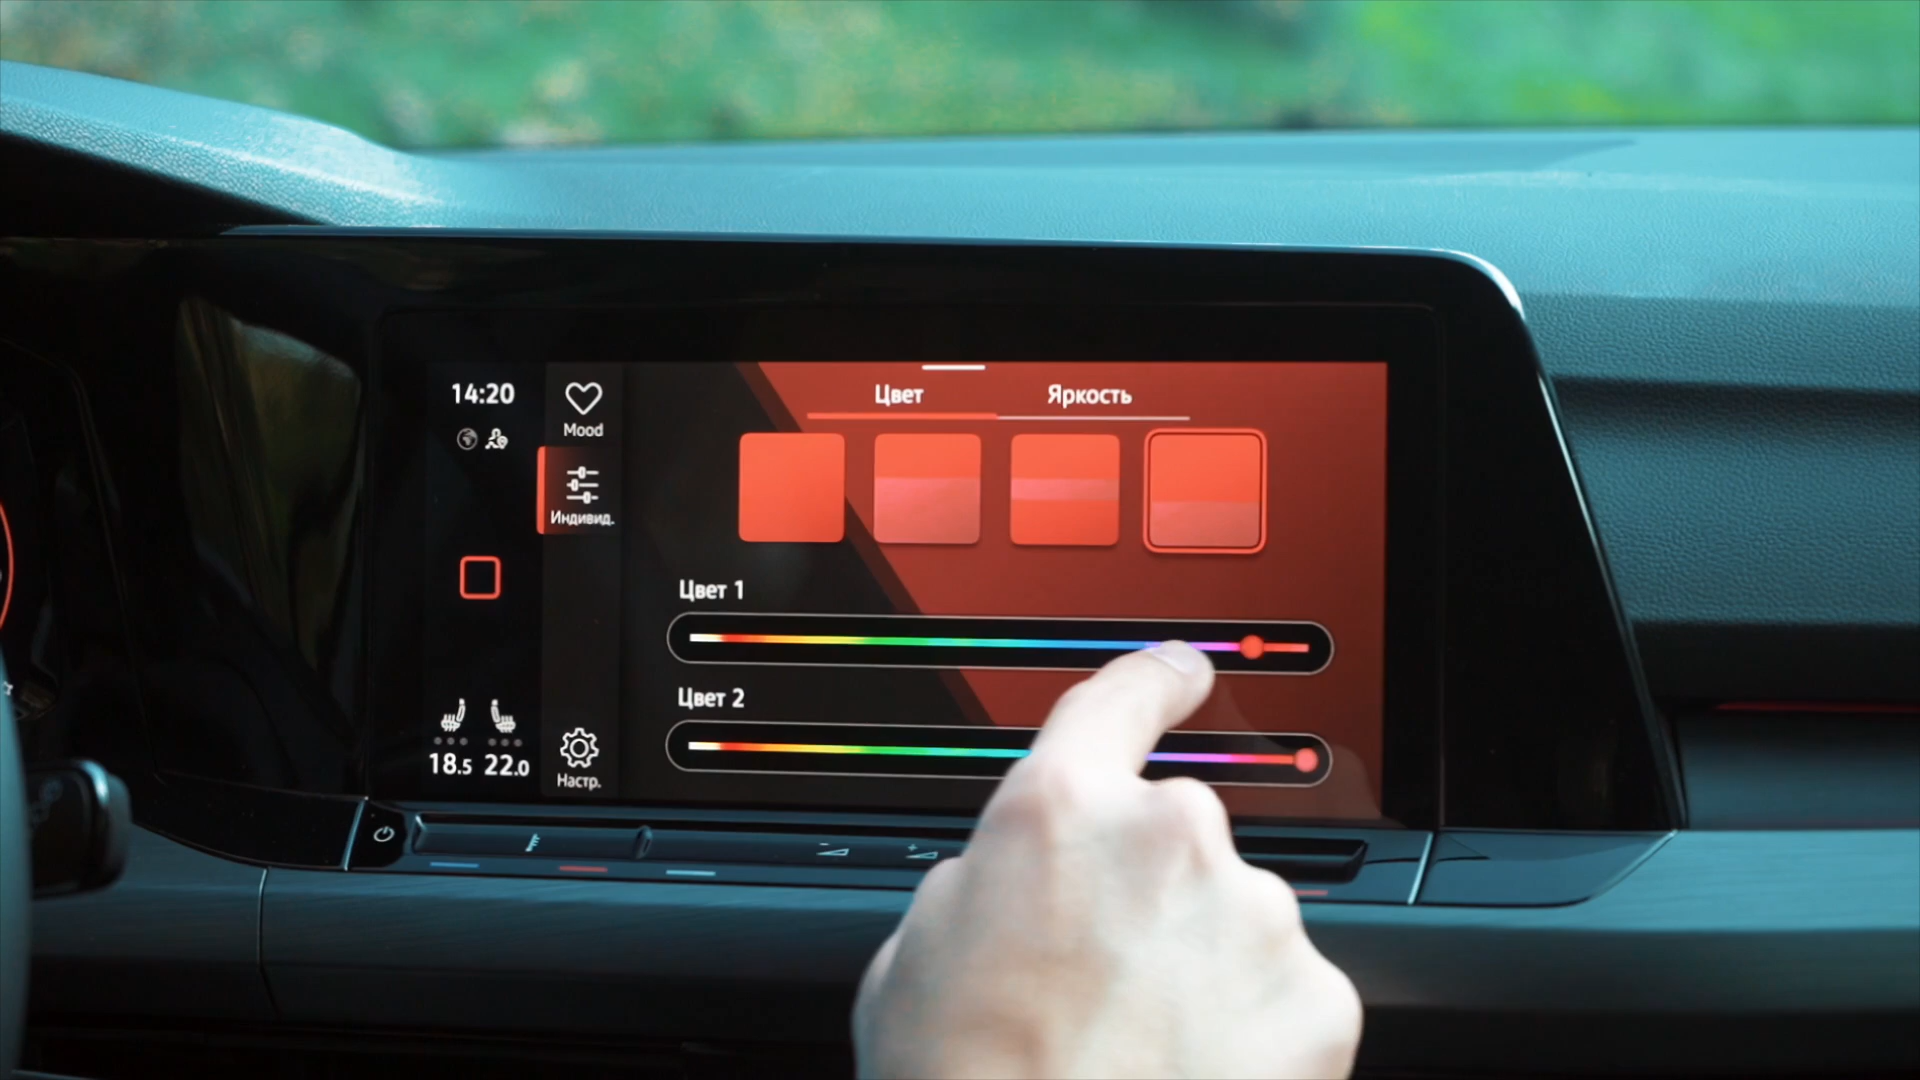 14:20
Mood
Индивид.
Настр.
18.5 22.0
Цвет Яркость
Цвет 1
Цвет 2